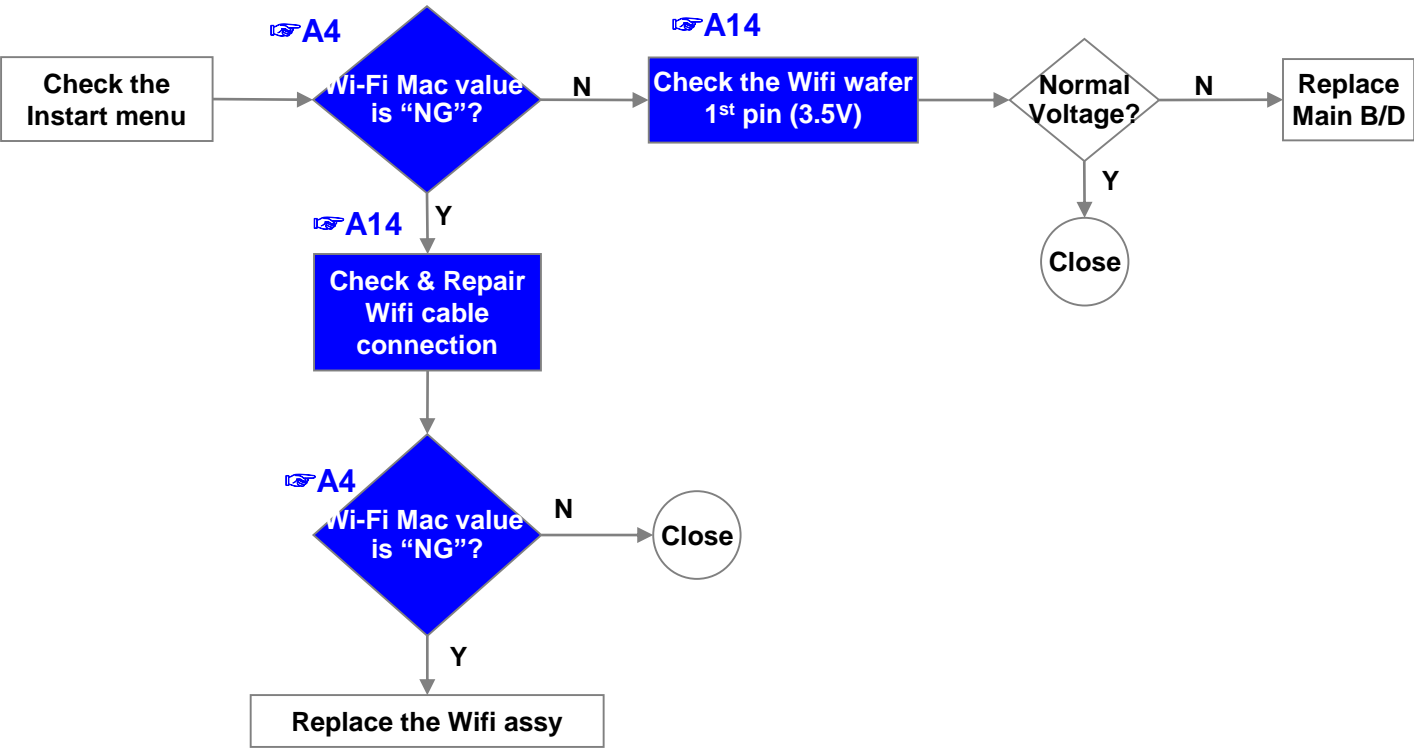 ☞A4
☞A14
Check the
Instart menu
Wi-Fi Mac value
is “NG”?
N
Check the Wifi wafer
1st pin (3.5V)
Normal
Voltage?
N
Replace
Main B/D
Y
☞A14
Y
Check & Repair
Wifi cable
connection
Close
☞A4
Wi-Fi Mac value
is “NG”?
N
Close
Y
Replace the Wifi assy